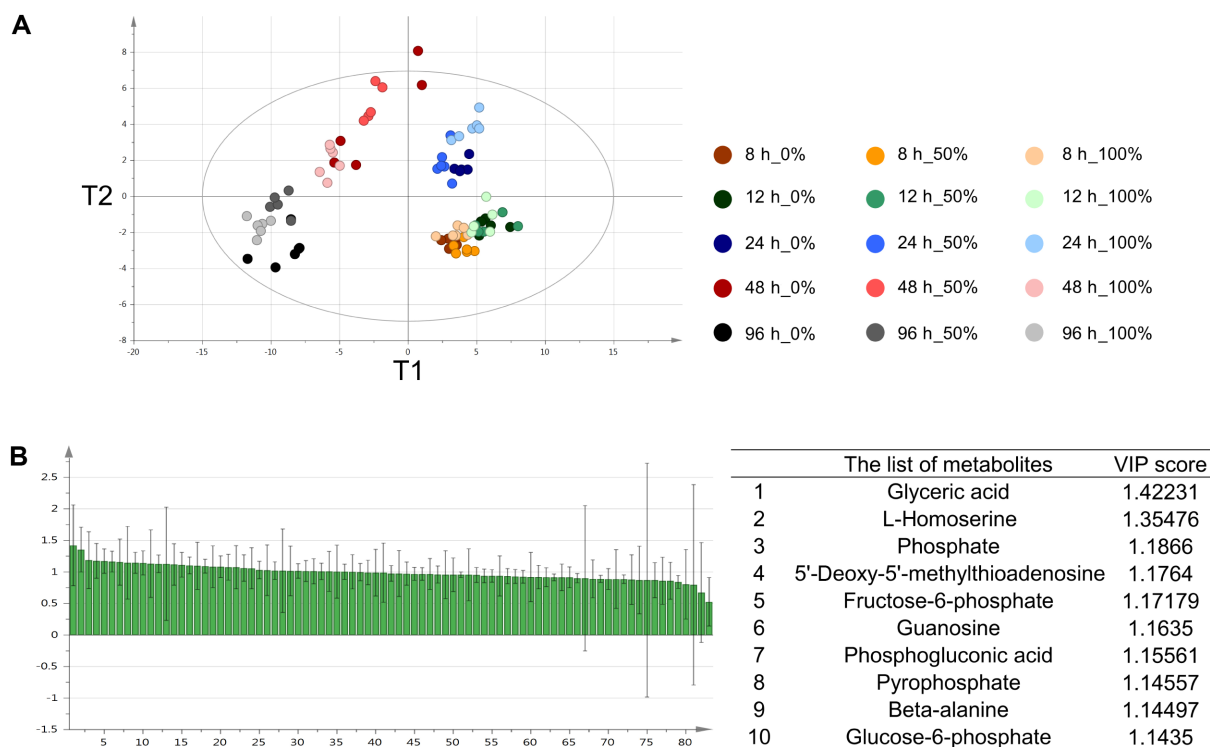 A
8
6
4
2
0
-2
-4
-6
-8
T2
-20
-15
-10
-5
0
5
10
15
T1
8 h_0%
8 h_50%
8 h_100%
12 h_0%
12 h_50%
12 h_100%
24 h_0%
24 h_50%
24 h_100%
48 h_0%
48 h_50%
48 h_100%
96 h_0%
96 h_50%
96 h_100%
B
2.5
2
1.5
1
0.5
0
-0.5
-1
-1.5
5
10
15
20
25
30
35
40
45
50
55
60
65
70
75
80
The list of metabolites VIP score
1 Glyceric acid 1.42231
2 L-Homoserine 1.35476
3 Phosphate 1.1866
4 5'-Deoxy-5'-methylthioadenosine 1.1764
5 Fructose-6-phosphate 1.17179
6 Guanosine 1.1635
7 Phosphogluconic acid 1.15561
8 Pyrophosphate 1.14557
9 Beta-alanine 1.14497
10 Glucose-6-phosphate 1.1435